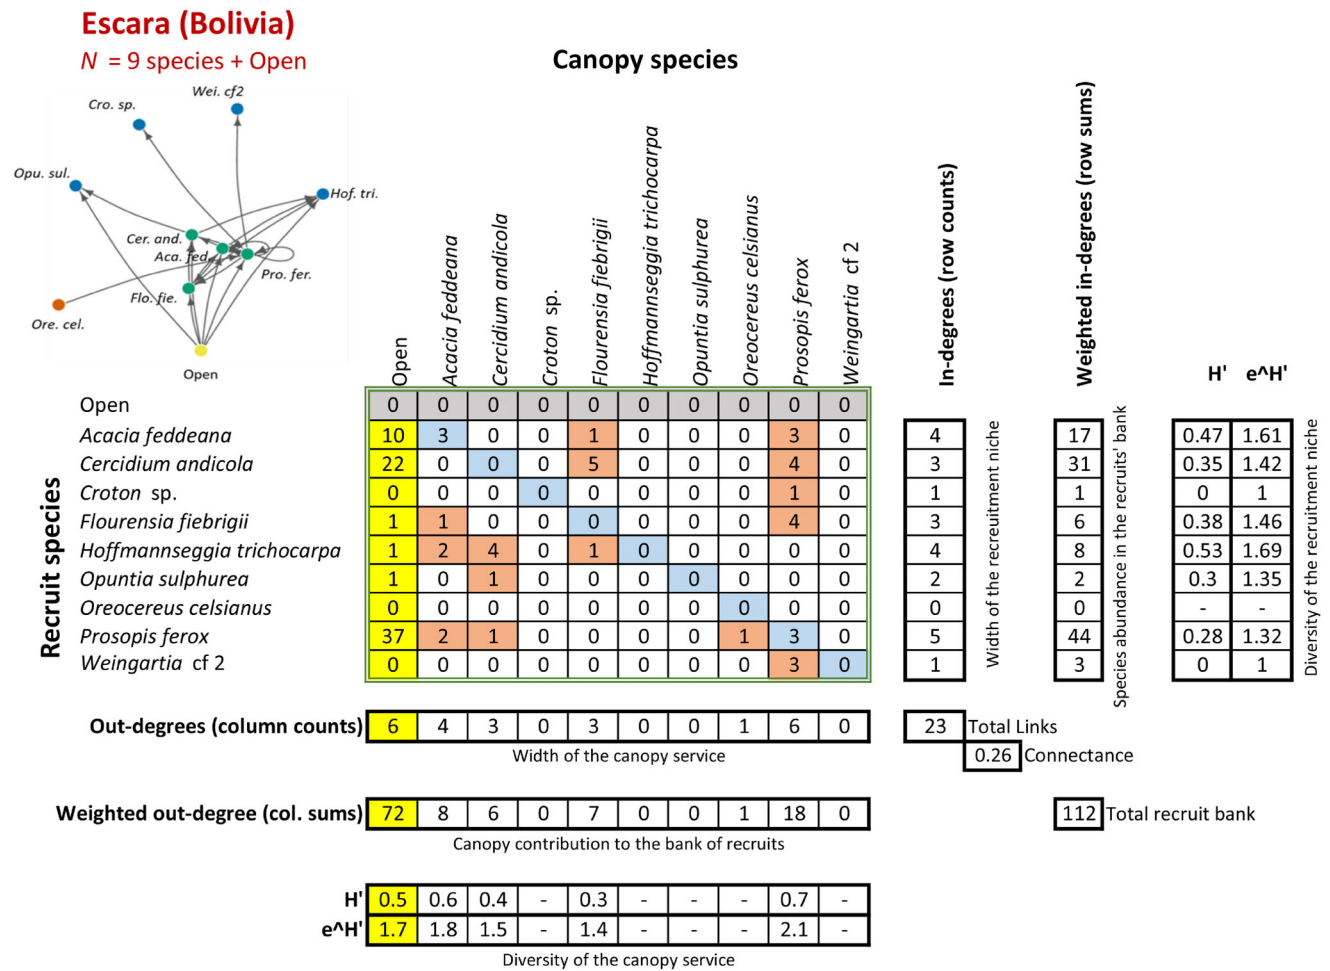 Escara (Bolivia)
N = 9 species + Open
Canopy species
Wei. cf2
Cro. sp.
Opu. sul.
Hof. tri.
Cer. and.
Aca. fed.
Pro. fer.
Flo. fie.
Ore. cel.
Open
Open
Acacia feddeana
Cercidium andicola
Croton sp.
Flourensia fiebrigii
Hoffmannseggia trichocarpa
Opuntia sulphurea
Oreocereus celsianus
Prosopis ferox
Weingartia cf 2
In-degrees (row counts)
Weighted in-degrees (row sums)
H' e^H'
Recruit species
Open 0 0 0 0 0 0 0 0 0 0
Acacia feddeana 10 3 0 0 1 0 0 0 3 0 4 17 0.47 1.61
Cercidium andicola 22 0 0 0 5 0 0 0 4 0 3 31 0.35 1.42
Croton sp. 0 0 0 0 0 0 0 0 1 0 1 1 0 1
Flourensia fiebrigii 1 1 0 0 0 0 0 0 4 0 3 6 0.38 1.46
Hoffmannseggia trichocarpa 1 2 4 0 1 0 0 0 0 0 4 8 0.53 1.69
Opuntia sulphurea 1 0 1 0 0 0 0 0 0 0 2 2 0.3 1.35
Oreocereus celsianus 0 0 0 0 0 0 0 0 0 0 0 0 - -
Prosopis ferox 37 2 1 0 0 0 0 1 3 0 5 44 0.28 1.32
Weingartia cf 2 0 0 0 0 0 0 0 0 3 0 1 3 0 1
Width of the recreuitment niche
Species abundance in the recruits' bank
Diversity of the recruitment niche
Out-degrees (column counts) 6 4 3 0 3 0 0 1 6 0 23 Total Links
Width of the canopy service
0.26 Connectance
Weighted out-degree (col. sums) 72 8 6 0 7 0 0 1 18 0 112 Total recruit bank
Canopy contribution to the bank of recruits
H' 0.5 0.6 0.4 - 0.3 - - - 0.7 -
e^H' 1.7 1.8 1.5 - 1.4 - - - 2.1 -
Diversity of the canopy service